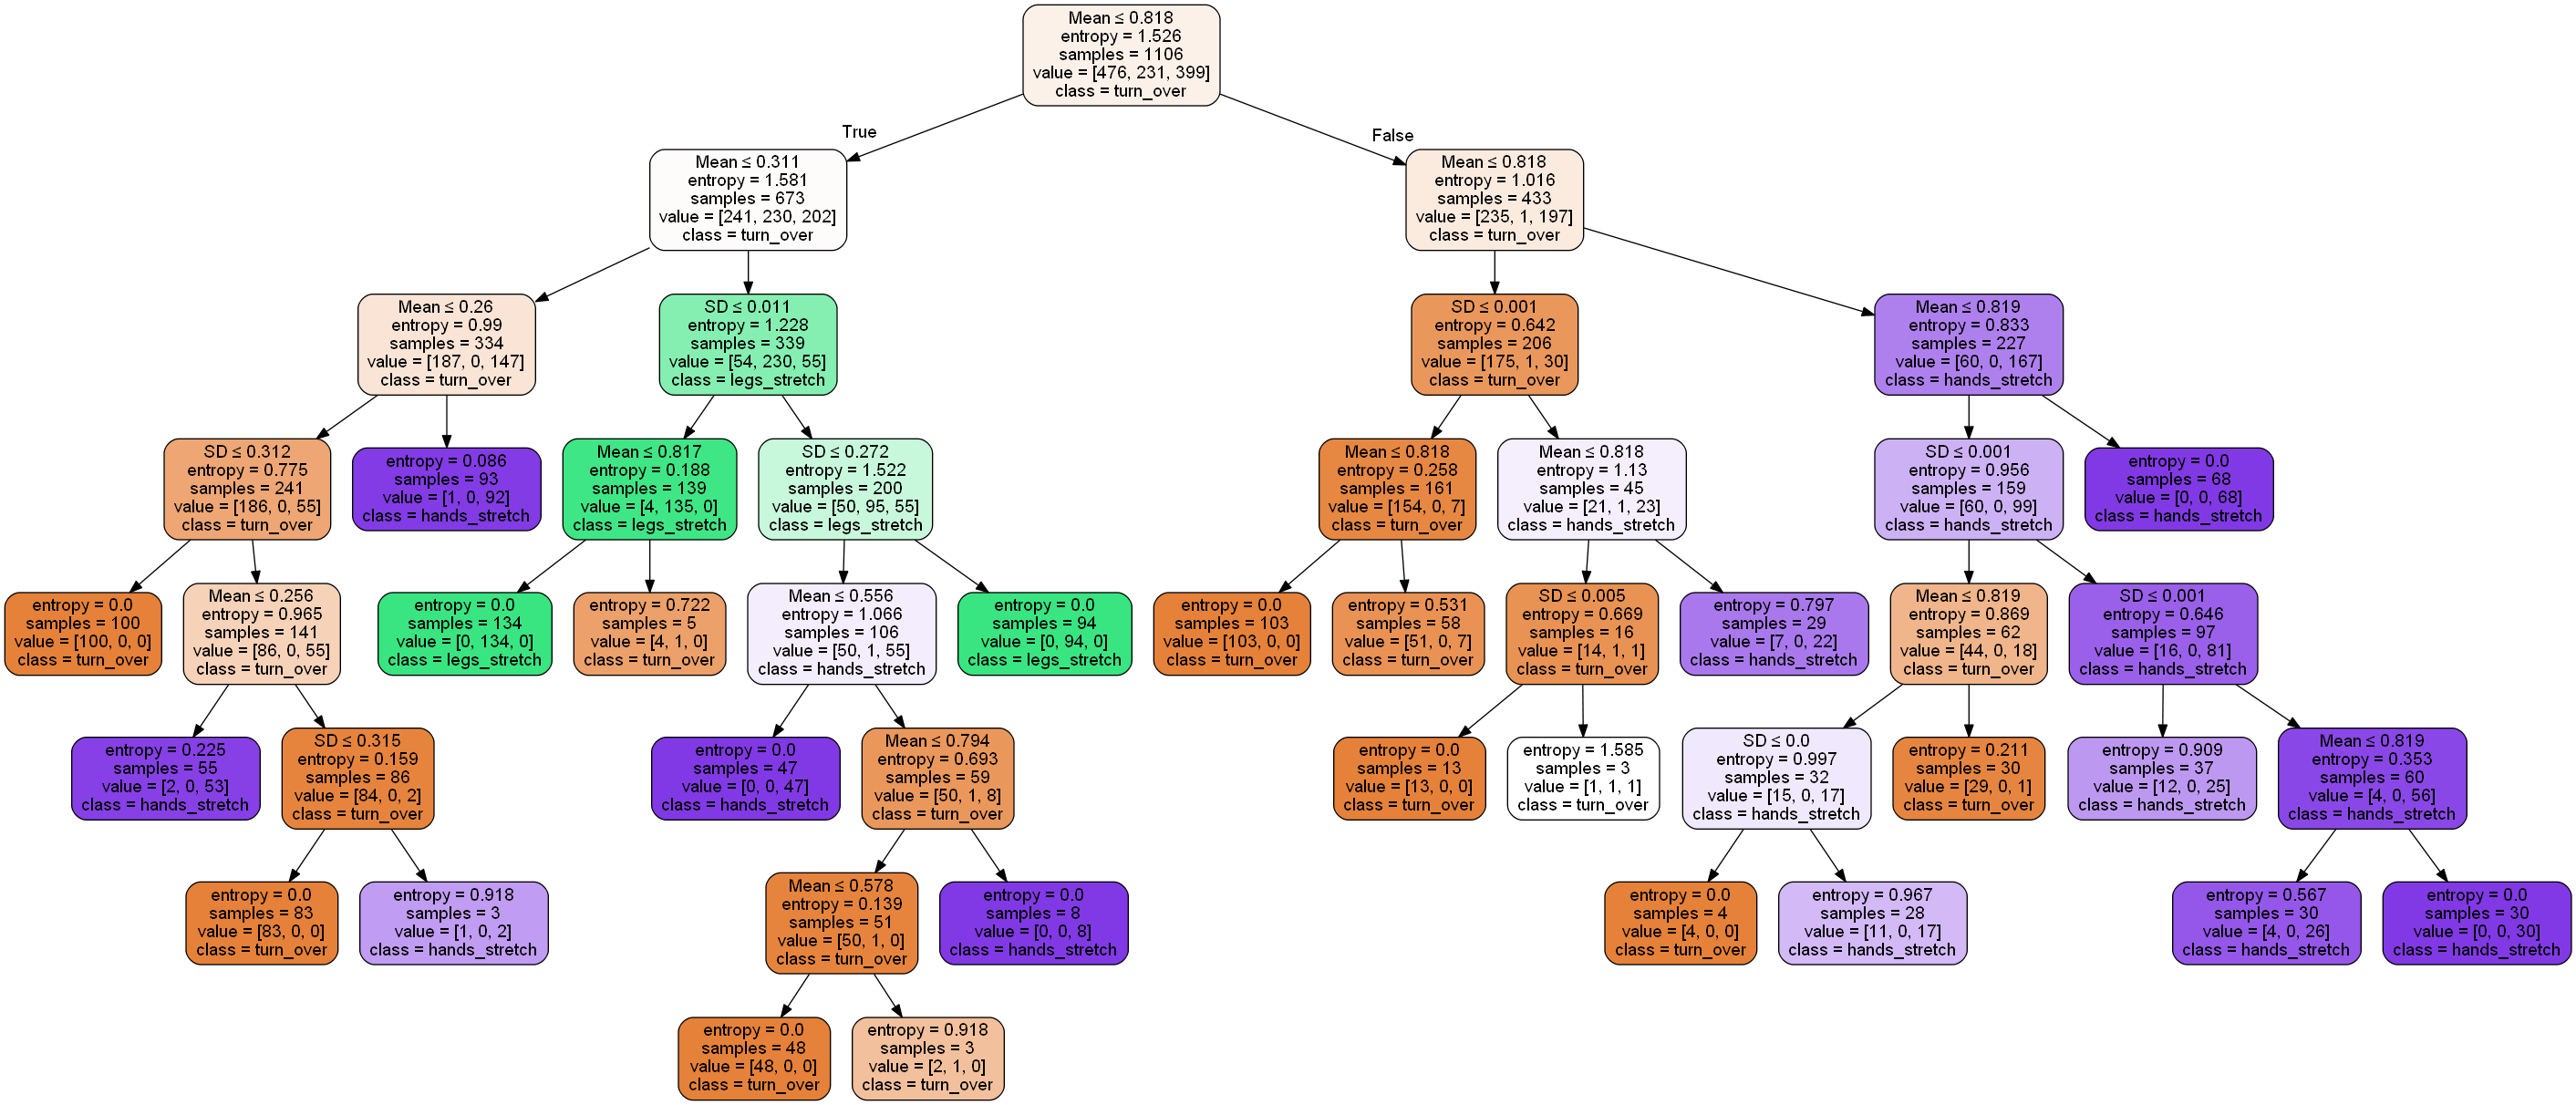 Mean ≤ 0.818
entropy = 1.526
samples = 1106
value = [476, 231, 399]
class = turn_over
True
False
Mean ≤ 0.311
entropy = 1.581
samples = 673
value = [241, 230, 202]
class = turn_over
Mean ≤ 0.818
entropy = 1.016
samples = 433
value = [235, 1, 197]
class = turn_over
Mean ≤ 0.26
entropy = 0.99
samples = 334
value = [187, 0, 147]
class = turn_over
SD ≤ 0.011
entropy = 1.228
samples = 339
value = [54, 230, 55]
class = legs_stretch
SD ≤ 0.001
entropy = 0.642
samples = 206
value = [175, 1, 30]
class = turn_over
Mean ≤ 0.819
entropy = 0.833
samples = 227
value = [60, 0, 167]
class = hands_stretch
SD ≤ 0.312
entropy = 0.775
samples = 241
value = [186, 0, 55]
class = turn_over
entropy = 0.086
samples = 93
value = [1, 0, 92]
class = hands_stretch
Mean ≤ 0.817
entropy = 0.188
samples = 139
value = [4, 135, 0]
class = legs_stretch
SD ≤ 0.272
entropy = 1.522
samples = 200
value = [50, 95, 55]
class = legs_stretch
Mean ≤ 0.818
entropy = 0.258
samples = 161
value = [154, 0, 7]
class = turn_over
Mean ≤ 0.818
entropy = 1.13
samples = 45
value = [21, 1, 23]
class = hands_stretch
SD ≤ 0.001
entropy = 0.956
samples = 159
value = [60, 0, 99]
class = hands_stretch
entropy = 0.0
samples = 68
value = [0, 0, 68]
class = hands_stretch
entropy = 0.0
samples = 100
value = [100, 0, 0]
class = turn_over
Mean ≤ 0.256
entropy = 0.965
samples = 141
value = [86, 0, 55]
class = turn_over
entropy = 0.0
samples = 134
value = [0, 134, 0]
class = legs_stretch
entropy = 0.722
samples = 5
value = [4, 1, 0]
class = turn_over
Mean ≤ 0.556
entropy = 1.066
samples = 106
value = [50, 1, 55]
class = hands_stretch
entropy = 0.0
samples = 94
value = [0, 94, 0]
class = legs_stretch
entropy = 0.0
samples = 103
value = [103, 0, 0]
class = turn_over
entropy = 0.531
samples = 58
value = [51, 0, 7]
class = turn_over
SD ≤ 0.005
entropy = 0.669
samples = 16
value = [14, 1, 1]
class = turn_over
entropy = 0.797
samples = 29
value = [7, 0, 22]
class = hands_stretch
Mean ≤ 0.819
entropy = 0.869
samples = 62
value = [44, 0, 18]
class = turn_over
SD ≤ 0.001
entropy = 0.646
samples = 97
value = [16, 0, 81]
class = hands_stretch
entropy = 0.225
samples = 55
value = [2, 0, 53]
class = hands_stretch
SD ≤ 0.315
entropy = 0.159
samples = 86
value = [84, 0, 2]
class = turn_over
entropy = 0.0
samples = 47
value = [0, 0, 47]
class = hands_stretch
Mean ≤ 0.794
entropy = 0.693
samples = 59
value = [50, 1, 8]
class = turn_over
entropy = 0.0
samples = 13
value = [13, 0, 0]
class = turn_over
entropy = 1.585
samples = 3
value = [1, 1, 1]
class = turn_over
SD ≤ 0.0
entropy = 0.997
samples = 32
value = [15, 0, 17]
class = hands_stretch
entropy = 0.211
samples = 30
value = [29, 0, 1]
class = turn_over
entropy = 0.909
samples = 37
value = [12, 0, 25]
class = hands_stretch
Mean ≤ 0.819
entropy = 0.353
samples = 60
value = [4, 0, 56]
class = hands_stretch
entropy = 0.0
samples = 83
value = [83, 0, 0]
class = turn_over
entropy = 0.918
samples = 3
value = [1, 0, 2]
class = hands_stretch
Mean ≤ 0.578
entropy = 0.139
samples = 51
value = [50, 1, 0]
class = turn_over
entropy = 0.0
samples = 8
value = [0, 0, 8]
class = hands_stretch
entropy = 0.0
samples = 4
value = [4, 0, 0]
class = turn_over
entropy = 0.967
samples = 28
value = [11, 0, 17]
class = hands_stretch
entropy = 0.567
samples = 30
value = [4, 0, 26]
class = hands_stretch
entropy = 0.0
samples = 30
value = [0, 0, 30]
class = hands_stretch
entropy = 0.0
samples = 48
value = [48, 0, 0]
class = turn_over
entropy = 0.918
samples = 3
value = [2, 1, 0]
class = turn_over